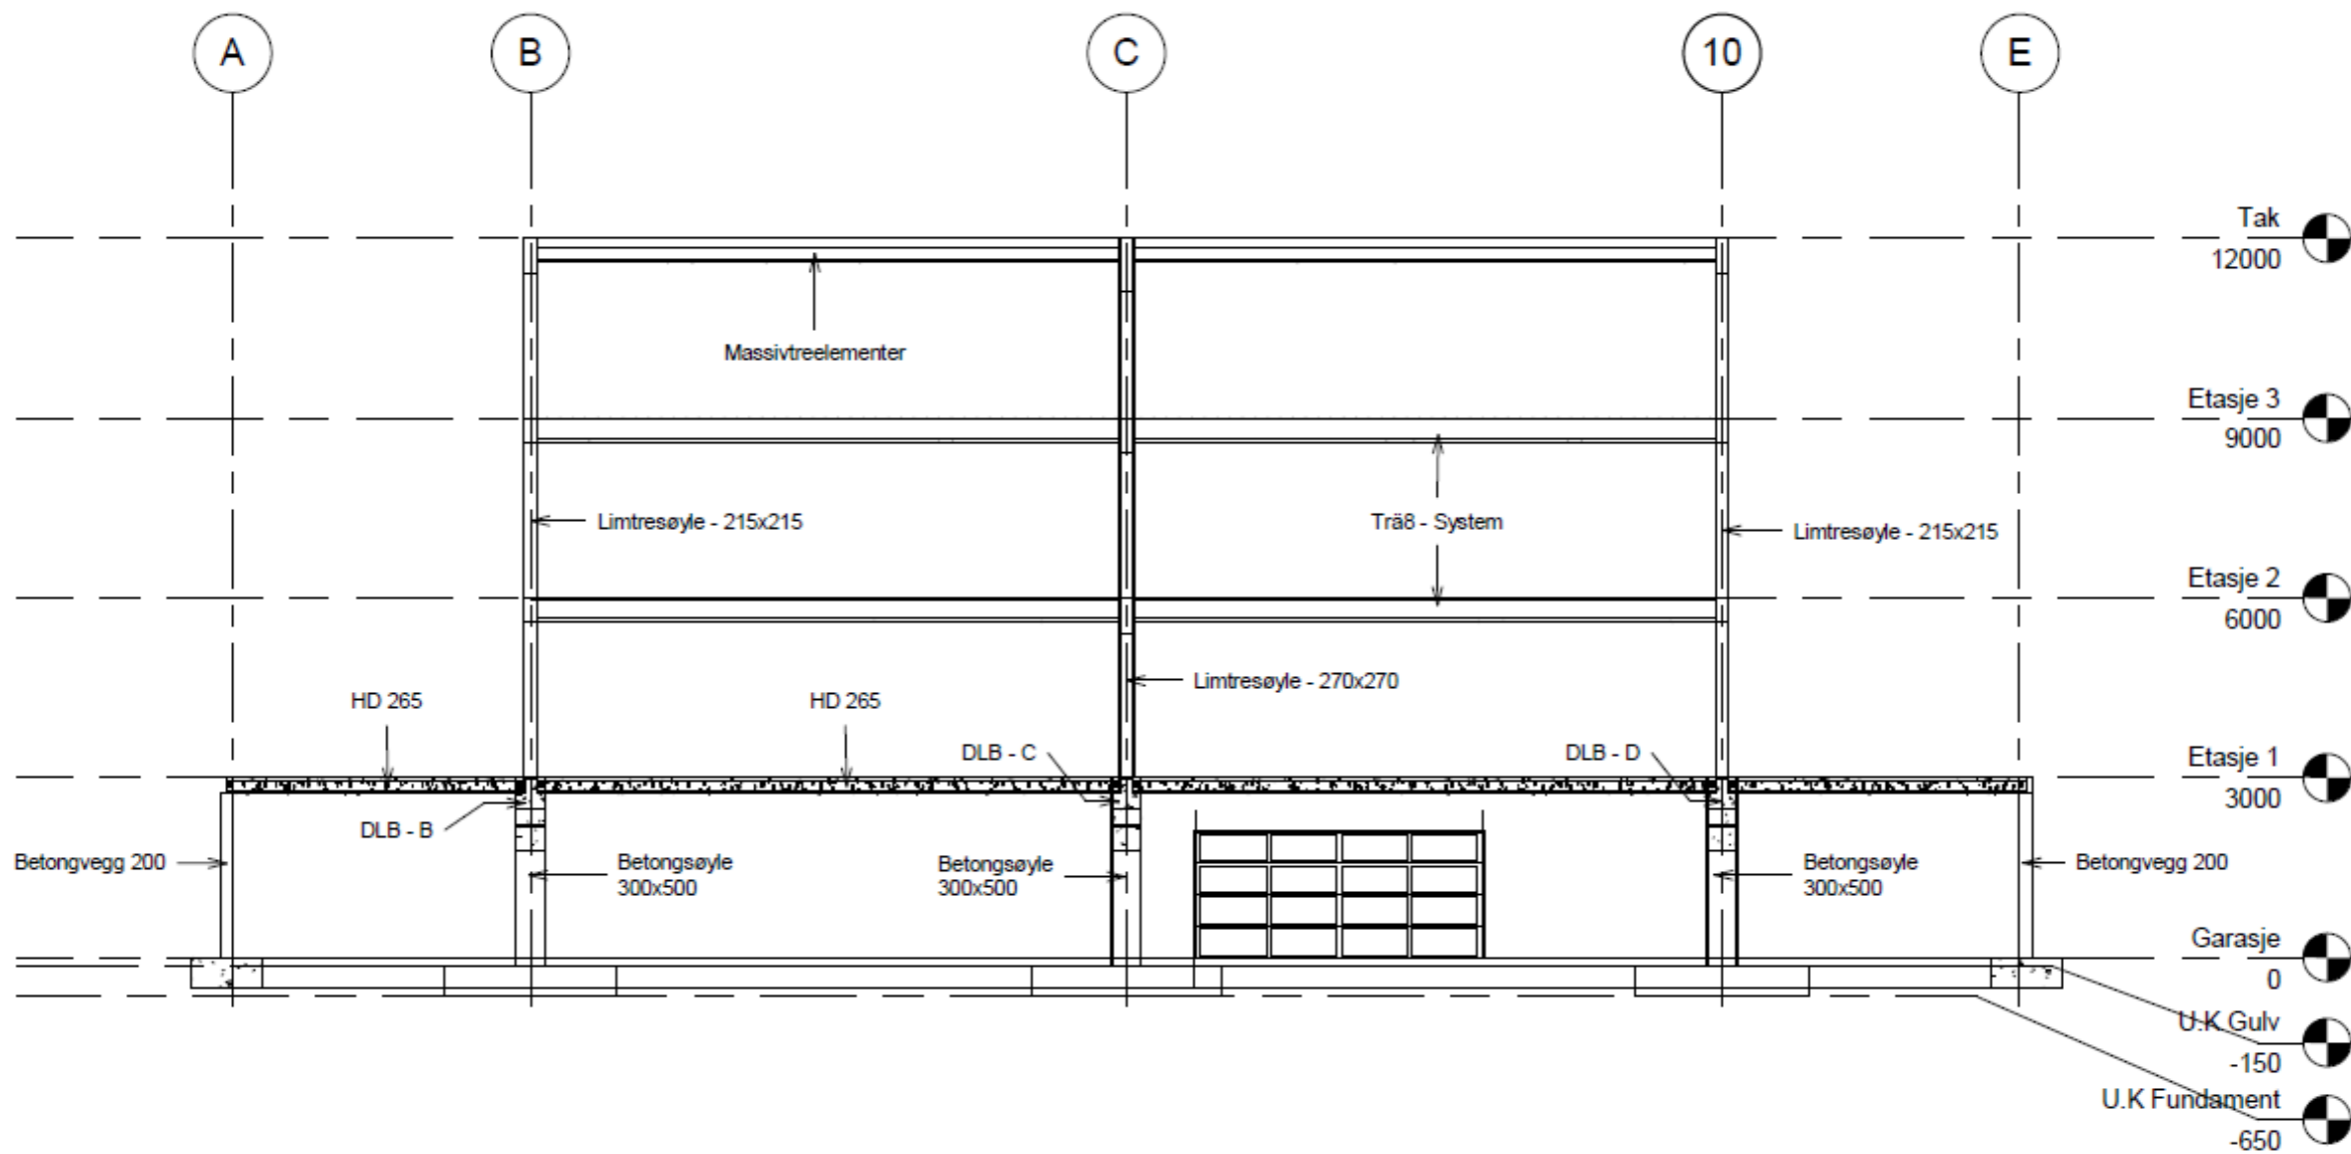 A
B
C
10
E
Tak
12000
Massivtreelementer
Etasje 3
9000
Limtresøyle - 215x215
Trä8 - System
Limtresøyle - 215x215
Etasje 2
6000
Limtresøyle - 270x270
HD 265
HD 265
DLB - C
DLB - D
Etasje 1
3000
DLB - B
Betongvegg 200
Betongsøyle
300x500
Betongsøyle
300x500
Betongsøyle
300x500
Betongvegg 200
Garasje
0
U.K Gulv
-150
U.K Fundament
-650